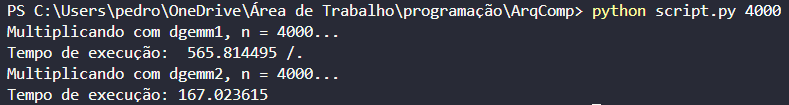 PS C:\Users\pedro\OneDrive\Área de Trabalho\programação\ArqComp> python script.py 4000
Multiplicando com dgemm1, n = 4000...
Tempo de execução:  565.814495 /.
Multiplicando com dgemm2, n = 4000...
Tempo de execução: 167.023615